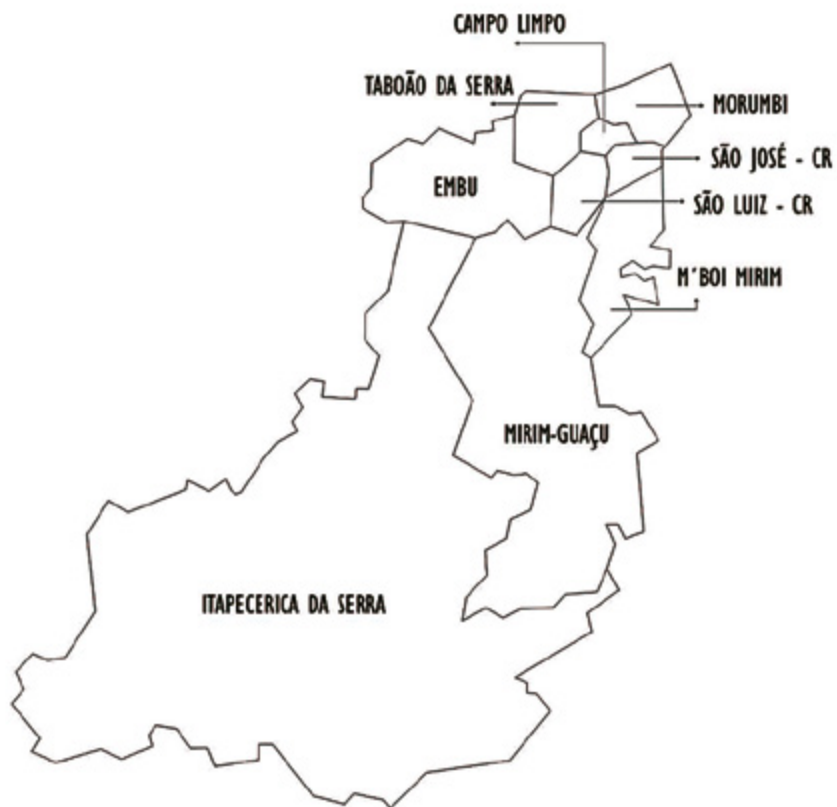 CAMPO LIMPO
TABOÃO DA SERRA
MORUMBI
SÃO JOSÉ - CR
EMBU
SÃO LUIZ - CR
M´BOI MIRIM
MIRIM-GUAÇU
ITAPECERICA DA SERRA